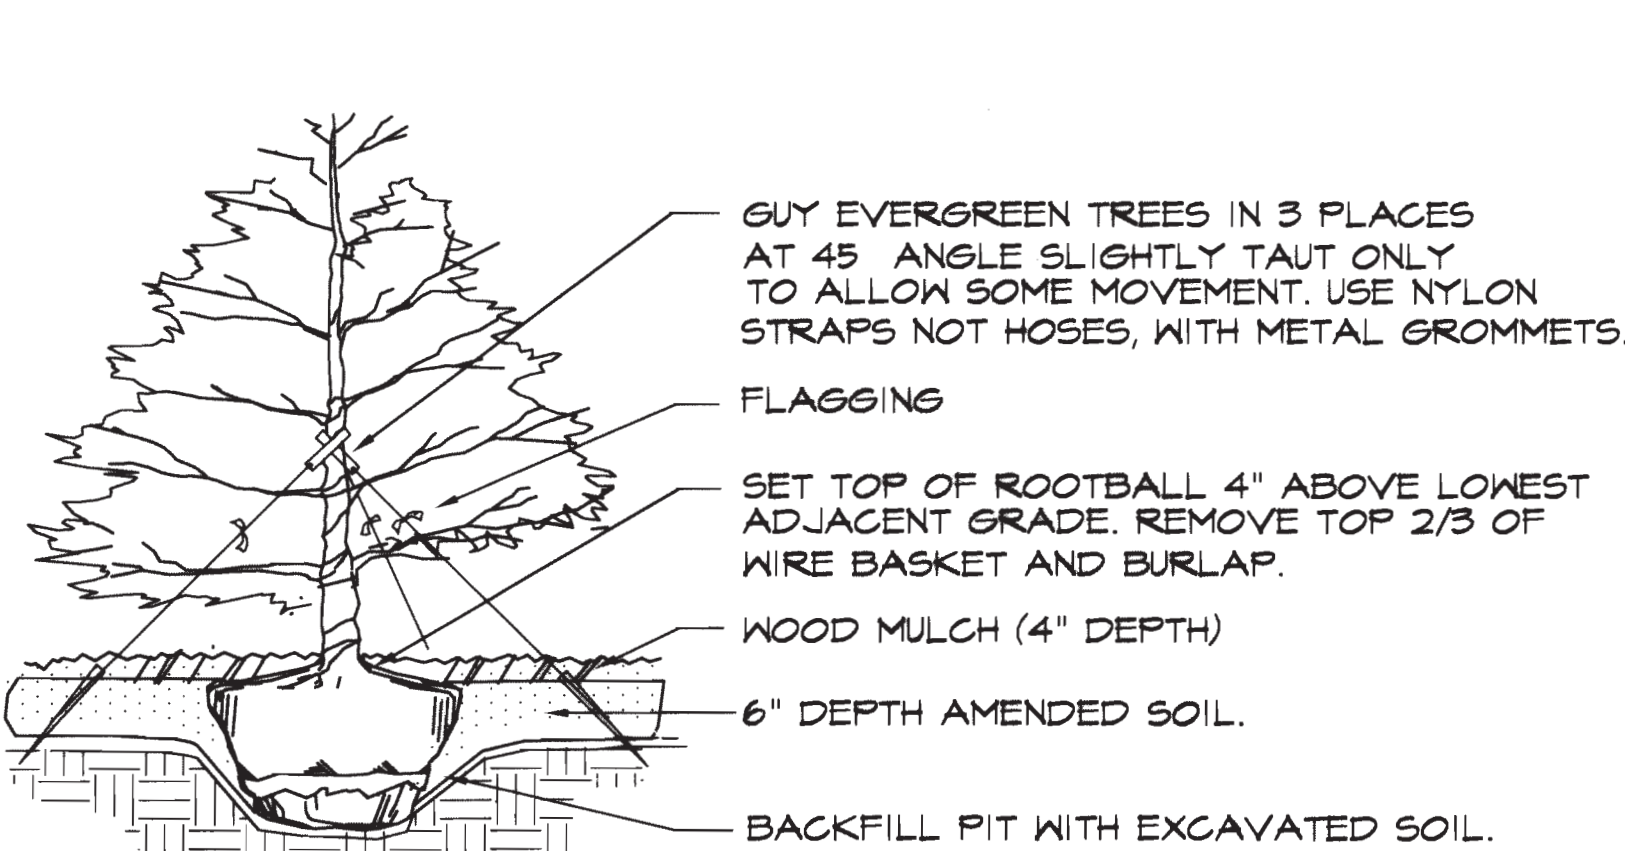 GUY EVERGREEN TREES IN 3 PLACES
AT 45 ANGLE SLIGHTLY TAUT ONLY
TO ALLOW SOME MOVEMENT. USE NYLON
STRAPS NOT HOSES, WITH METAL GROMMETS.
FLAGGING
SET TOP OF ROOTBALL 4" ABOVE LOWEST
ADJACENT GRADE. REMOVE TOP 2/3 OF
WIRE BASKET AND BURLAP.
WOOD MULCH (4" DEPTH)
6" DEPTH AMENDED SOIL.
BACKFILL PIT WITH EXCAVATED SOIL.